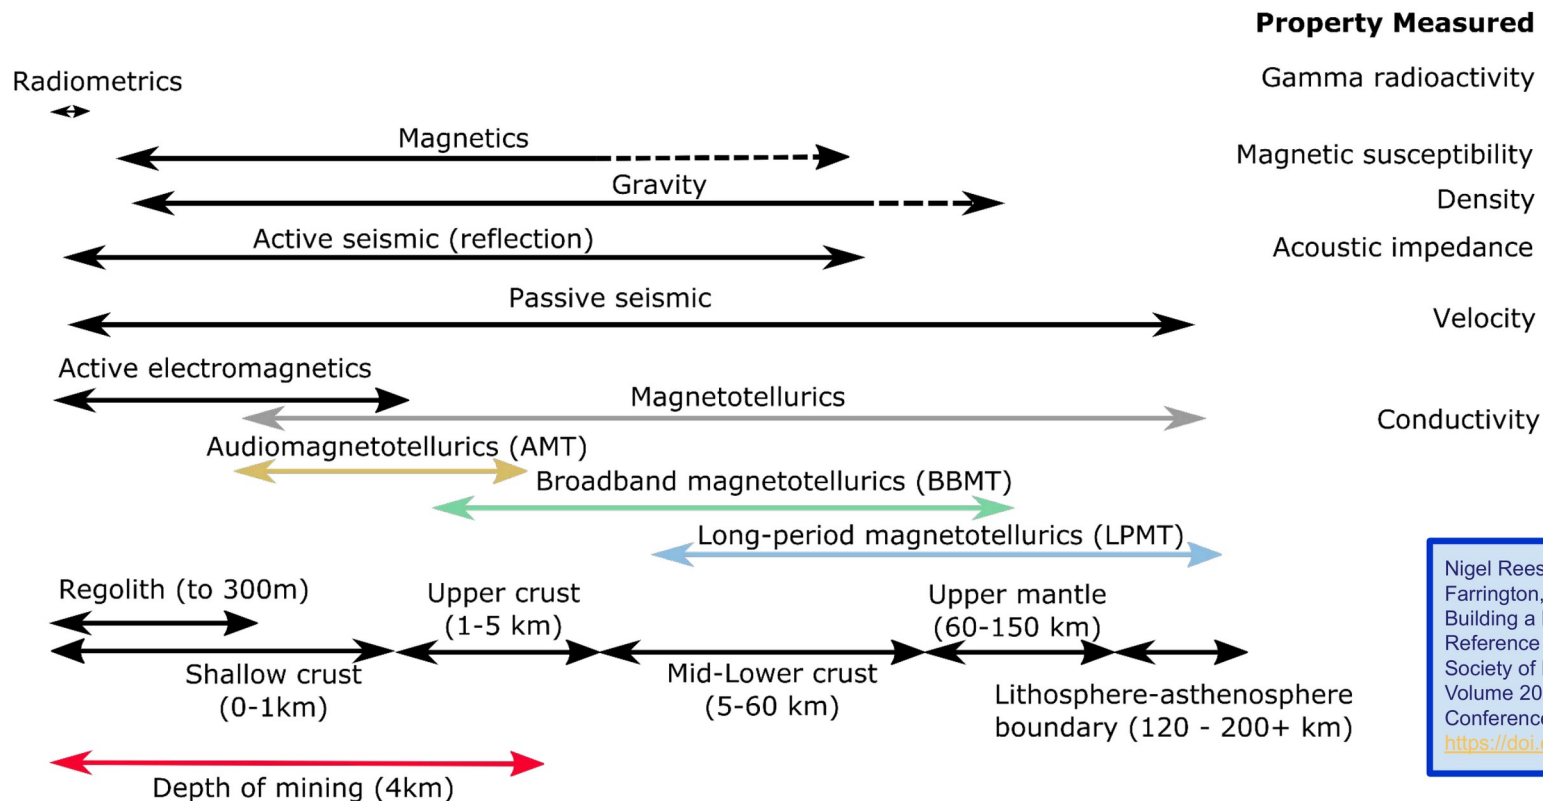 Property Measured
Radiometrics
Gamma radioactivity
Magnetics
Magnetic susceptibility
Gravity
Density
Active seismic (reflection)
Acoustic impedance
Passive seismic
Velocity
Active electromagnetics
Magnetotellurics
Conductivity
Audiomagnetotellurics (AMT)
Broadband magnetotellurics (BBMT)
Long-period magnetotellurics (LPMT)
Regolith (to 300m)
Upper crust
(1-5 km)
Upper mantle
(60-150 km)
Shallow crust
(0-1km)
Mid-Lower crust
(5-60 km)
Lithosphere-asthenosphere
boundary (120 - 200+ km)
Depth of mining (4km)
Nigel Rees
Farrington,
Building a
Reference
Society of
Volume 20
Conference
https://doi.